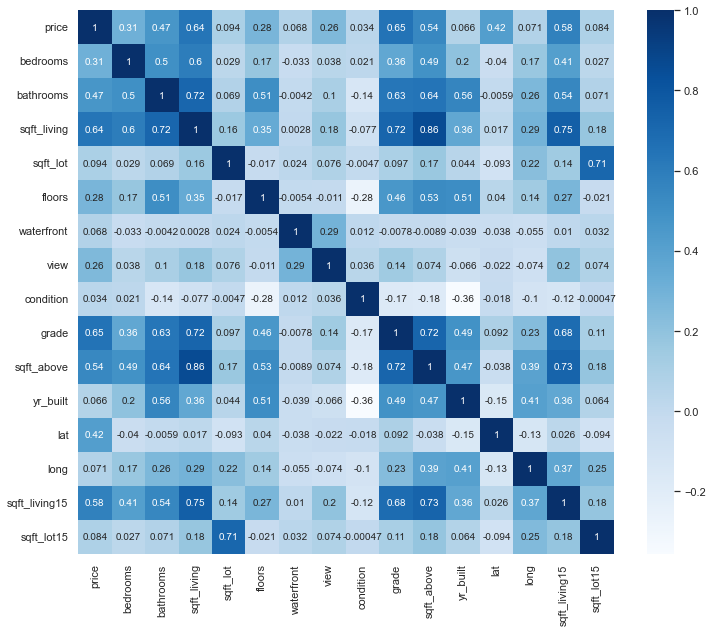 price 1 0.31 0.47 0.64 0.094 0.28 0.068 0.26 0.034 0.65 0.54 0.066 0.42 0.071 0.58 0.084
bedrooms 0.31 1 0.5 0.6 0.029 0.17 -0.033 0.038 0.021 0.36 0.49 0.2 -0.04 0.17 0.41 0.027
bathrooms 0.47 0.5 1 0.72 0.069 0.51 -0.0042 0.1 -0.14 0.63 0.64 0.56 -0.0059 0.26 0.54 0.071
sqft_living 0.64 0.6 0.72 1 0.16 0.35 0.0028 0.18 -0.077 0.72 0.86 0.36 0.017 0.29 0.75 0.18
sqft_lot 0.094 0.029 0.069 0.16 1 -0.017 0.024 0.076 -0.0047 0.097 0.17 0.044 -0.093 0.22 0.14 0.71
floors 0.28 0.17 0.51 0.35 -0.017 1 -0.0054 -0.011 -0.28 0.46 0.53 0.51 0.04 0.14 0.27 -0.021
waterfront 0.068 -0.033 -0.0042 0.0028 0.024 -0.0054 1 0.29 0.012 -0.0078 -0.0089 -0.039 -0.038 -0.055 0.01 0.032
view 0.26 0.038 0.1 0.18 0.076 -0.011 0.29 1 0.036 0.14 0.074 -0.066 -0.022 -0.074 0.2 0.074
condition 0.034 0.021 -0.14 -0.077 -0.0047 -0.28 0.012 0.036 1 -0.17 -0.18 -0.36 -0.018 -0.1 -0.12 -0.00047
grade 0.65 0.36 0.63 0.72 0.097 0.46 -0.0078 0.14 -0.17 1 0.72 0.49 0.092 0.23 0.68 0.11
sqft_above 0.54 0.49 0.64 0.86 0.17 0.53 -0.0089 0.074 -0.18 0.72 1 0.47 -0.038 0.39 0.73 0.18
yr_built 0.066 0.2 0.56 0.36 0.044 0.51 -0.039 -0.066 -0.36 0.49 0.47 1 -0.15 0.41 0.36 0.064
lat 0.42 -0.04 -0.0059 0.017 -0.093 0.04 -0.038 -0.022 -0.018 0.092 -0.038 -0.15 1 -0.13 0.026 -0.094
long 0.071 0.17 0.26 0.29 0.22 0.14 -0.055 -0.074 -0.1 0.23 0.39 0.41 -0.13 1 0.37 0.25
sqft_living15 0.58 0.41 0.54 0.75 0.14 0.27 0.01 0.2 -0.12 0.68 0.73 0.36 0.026 0.37 1 0.18
sqft_lot15 0.084 0.027 0.071 0.18 0.71 -0.021 0.032 0.074 -0.00047 0.11 0.18 0.064 -0.094 0.25 0.18 1
price bedrooms bathrooms sqft_living sqft_lot floors waterfront view condition grade sqft_above yr_built lat long sqft_living15 sqft_lot15
1.0
0.8
0.6
0.4
0.2
0.0
−0.2